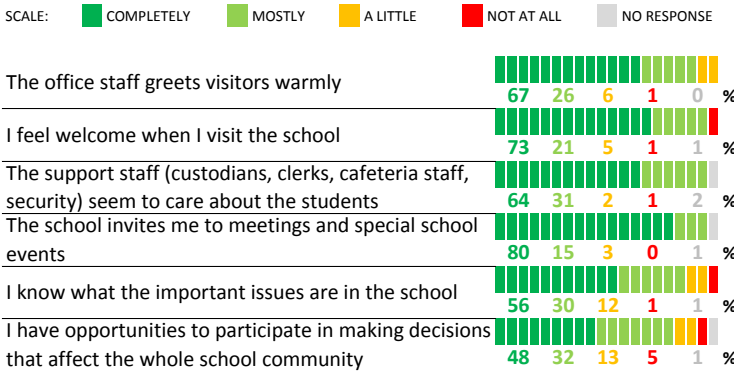 SCALE: COMPLETELY MOSTLY A LITTLE NOT AT ALL NO RESPONSE
The office staff greets visitors warmly
67 26 6 1 0 %
I feel welcome when I visit the school
73 21 5 1 1 %
The support staff (custodians, clerks, cafeteria staff,
security) seem to care about the students
64 31 2 1 2 %
The school invites me to meetings and special school
events
80 15 3 0 1 %
I know what the important issues are in the school
56 30 12 1 1 %
I have opportunities to participate in making decisions
that affect the whole school community
48 32 13 5 1 %